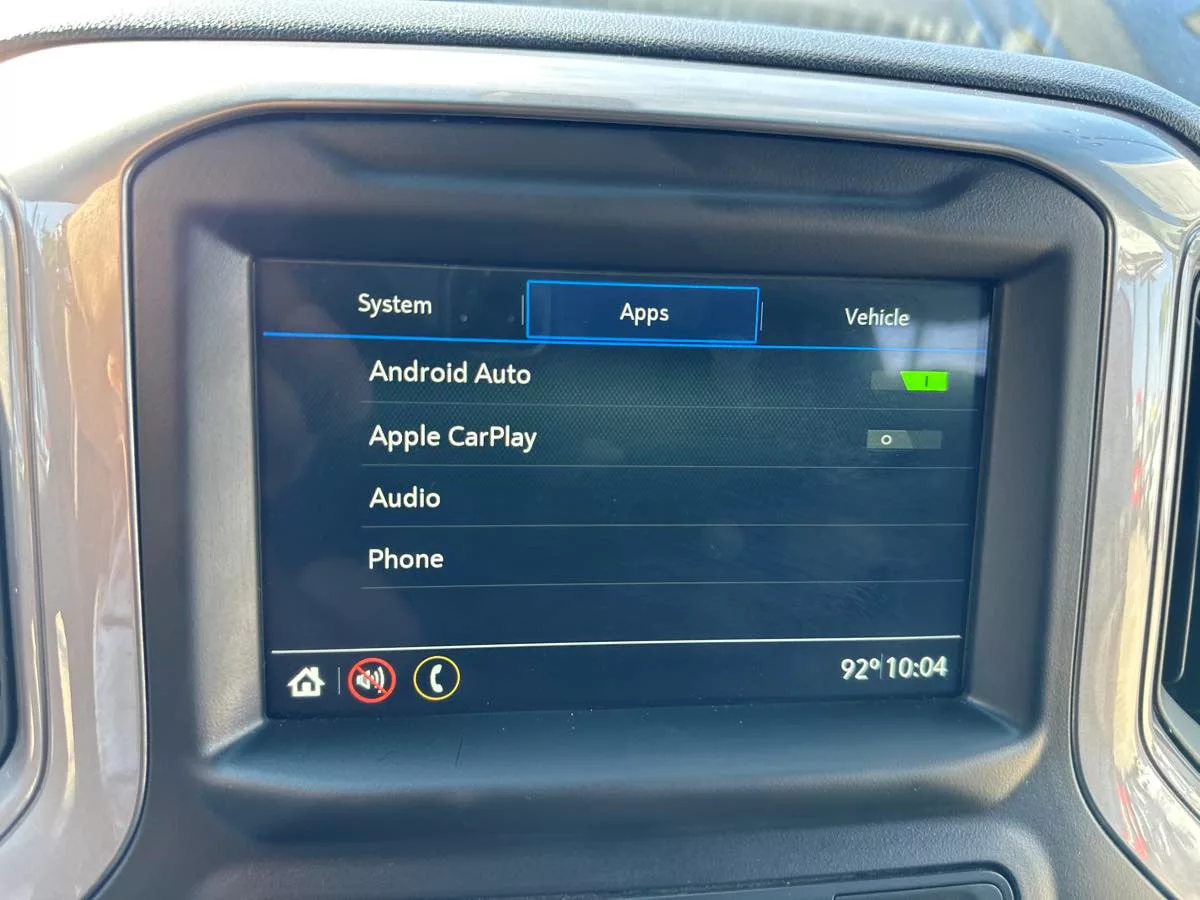 System Apps Vehicle
Android Auto
Apple CarPlay
Audio
Phone
92° 10:04